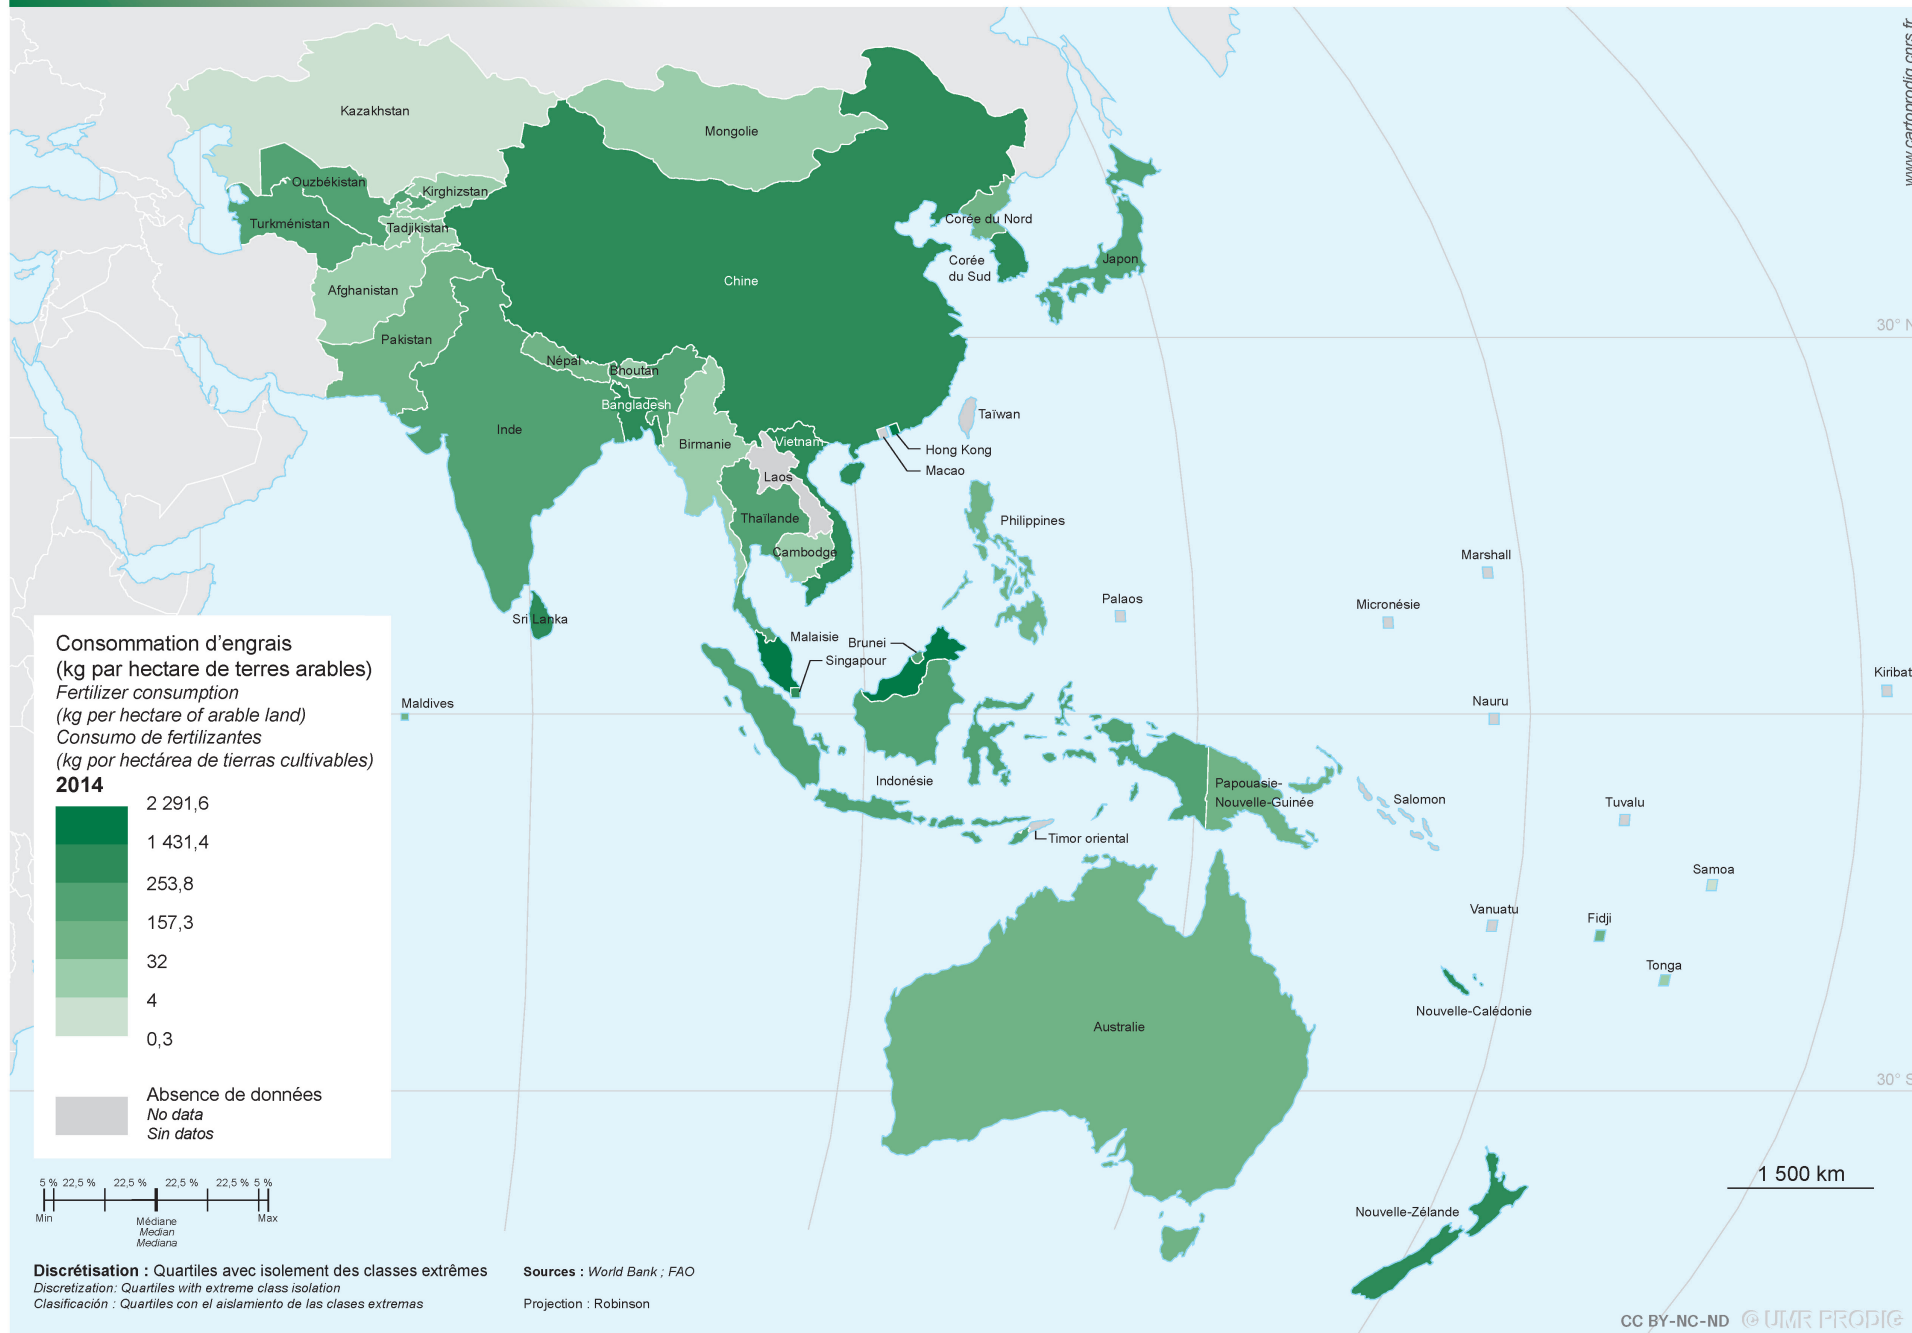 www.cartoprodig.cnrs.fr
Kazakhstan
Mongolie
Ouzbékistan
Kirghizstan
Turkménistan
Tadjikistan
Corée du Nord
Japon
Corée
du Sud
Chine
Afghanistan
30° N
Pakistan
Népal
Bhoutan
Bangladesh
Taïwan
Inde
Birmanie
Vietnam
Hong Kong
Macao
Laos
Thaïlande
Philippines
Cambodge
Marshall
Palaos
Micronésie
Sri Lanka
Malaisie
Brunei
Singapour
Kiribat
Maldives
Nauru
Indonésie
Papouasie-
Nouvelle-Guinée
Salomon
Tuvalu
Timor oriental
Samoa
Vanuatu
Fidji
Tonga
Nouvelle-Calédonie
Australie
30° S
Nouvelle-Zélande
1 500 km
Consommation d'engrais
(kg par hectare de terres arables)
Fertilizer consumption
(kg per hectare of arable land)
Consumo de fertilizantes
(kg por hectárea de tierras cultivables)
2014
2 291,6
1 431,4
253,8
157,3
32
4
0,3
Absence de données
No data
Sin datos
5 % 22,5 % 22,5 % 22,5 % 22,5 % 5 %
Min Médiane Max
Median
Mediana
Discrétisation : Quartiles avec isolement des classes extrêmes
Discretization: Quartiles with extreme class isolation
Clasificación : Quartiles con el aislamiento de las clases extremas
Sources : World Bank ; FAO
Projection : Robinson
CC BY-NC-ND © UMR PRODIG